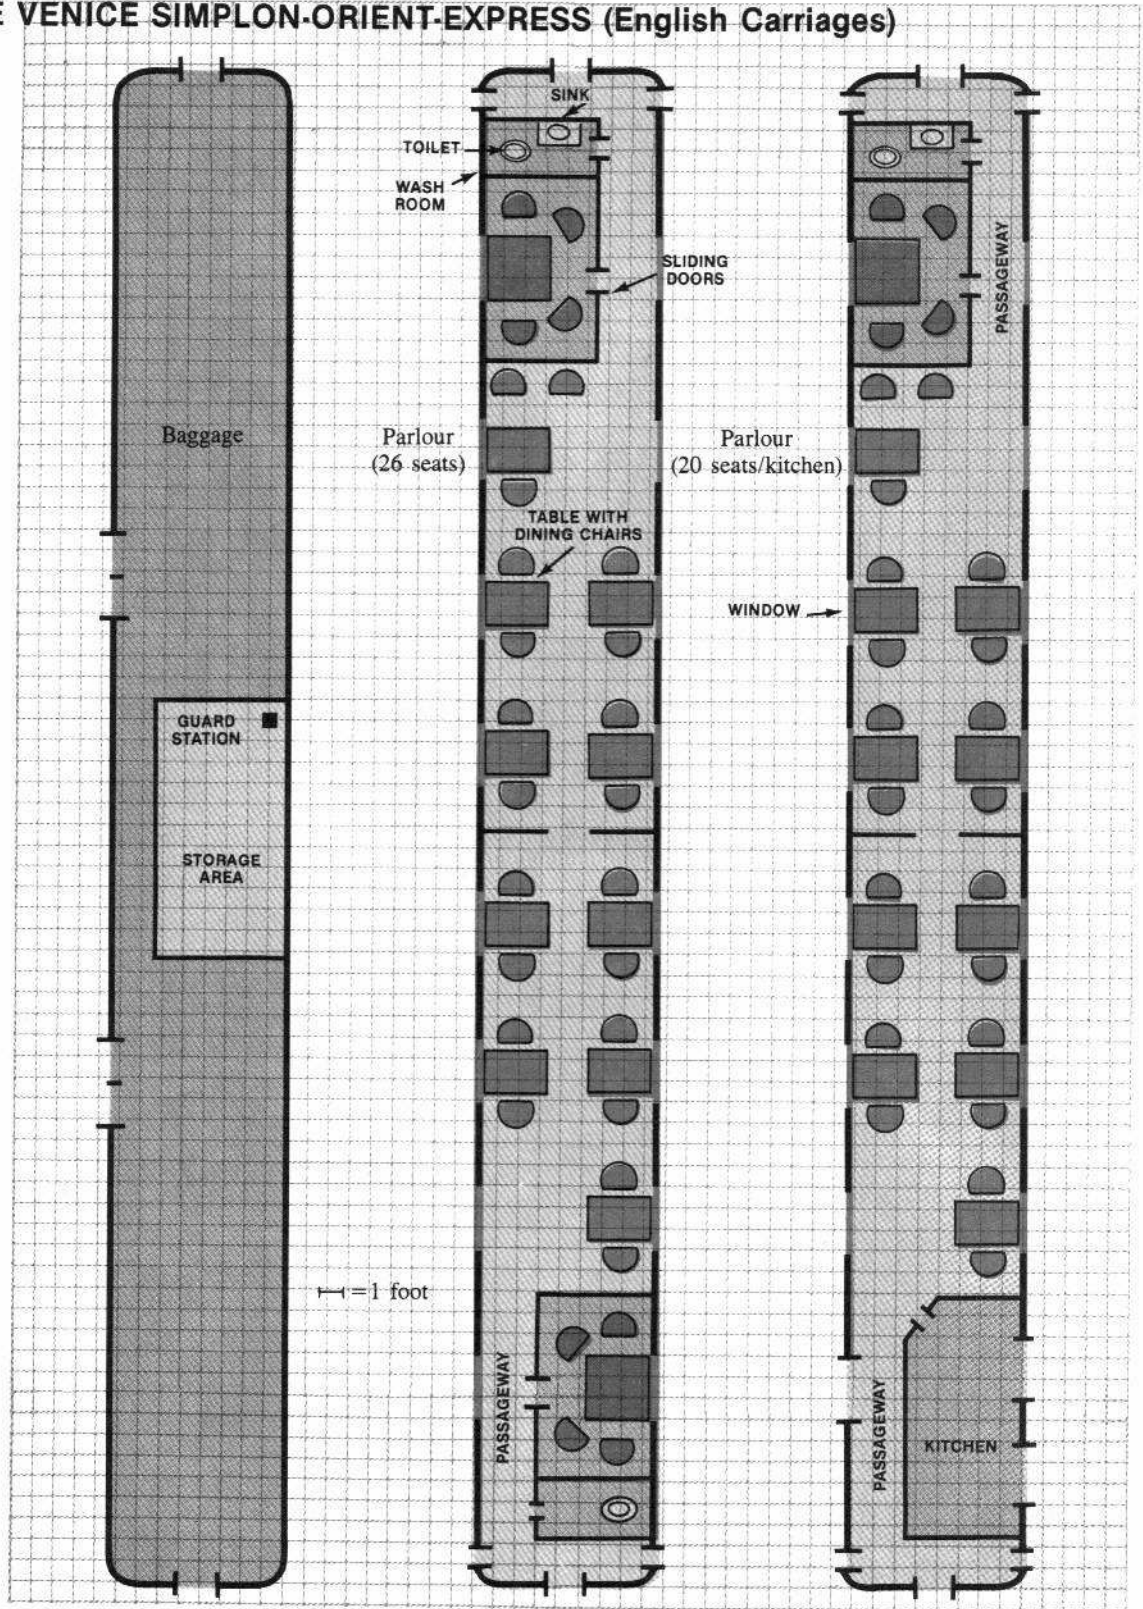 VENICE SIMPLON-ORIENT-EXPRESS (English Carriages)
SINK
TOILET
WASH
ROOM
SLIDING
DOORS
PASSAGEWAY
Baggage
Parlour
(26 seats)
Parlour
(20 seats/kitchen)
TABLE WITH
DINING CHAIRS
WINDOW
GUARD
STATION
STORAGE
AREA
= 1 foot
PASSAGEWAY
PASSAGEWAY
KITCHEN